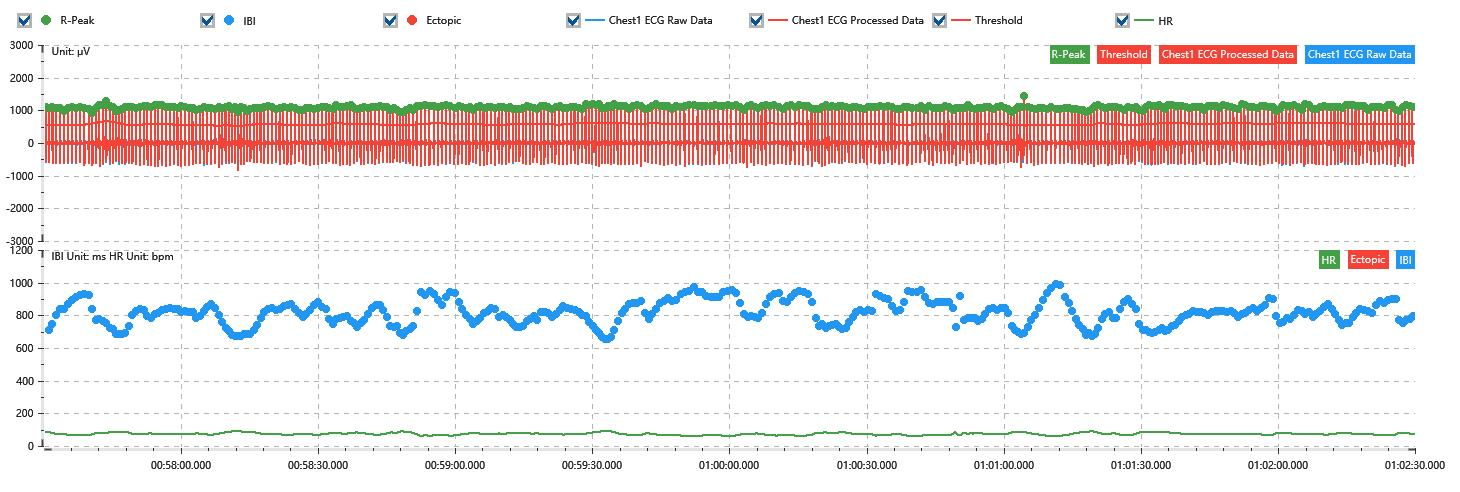 R-Peak IBI Ectopic Chest1 ECG Raw Data Chest1 ECG Processed Data Threshold HR
Unit: µV
R-Peak Threshold Chest1 ECG Processed Data Chest1 ECG Raw Data
3000
2000
1000
0
-1000
-2000
-3000
1200
IBI Unit: ms HR Unit: bpm
HR Ectopic IBI
1000
800
600
400
200
0
00:58:00.000 00:58:30.000 00:59:00.000 00:59:30.000 01:00:00.000 01:00:30.000 01:01:00.000 01:01:30.000 01:02:00.000 01:02:30.000